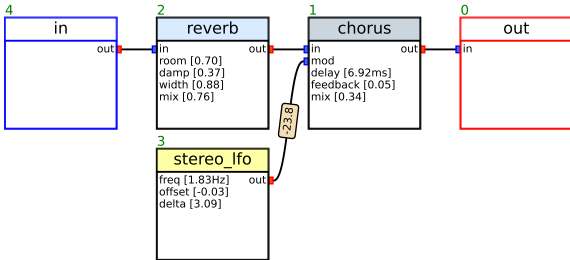 4
in
out
2
reverb
in
out
room [0.70]
damp [0.37]
width [0.88]
mix [0.76]
1
chorus
in
out
mod
delay [6.92ms]
feedback [0.05]
mix [0.34]
0
out
in
-23.8
3
stereo_lfo
freq [1.83Hz]
out
offset [-0.03]
delta [3.09]